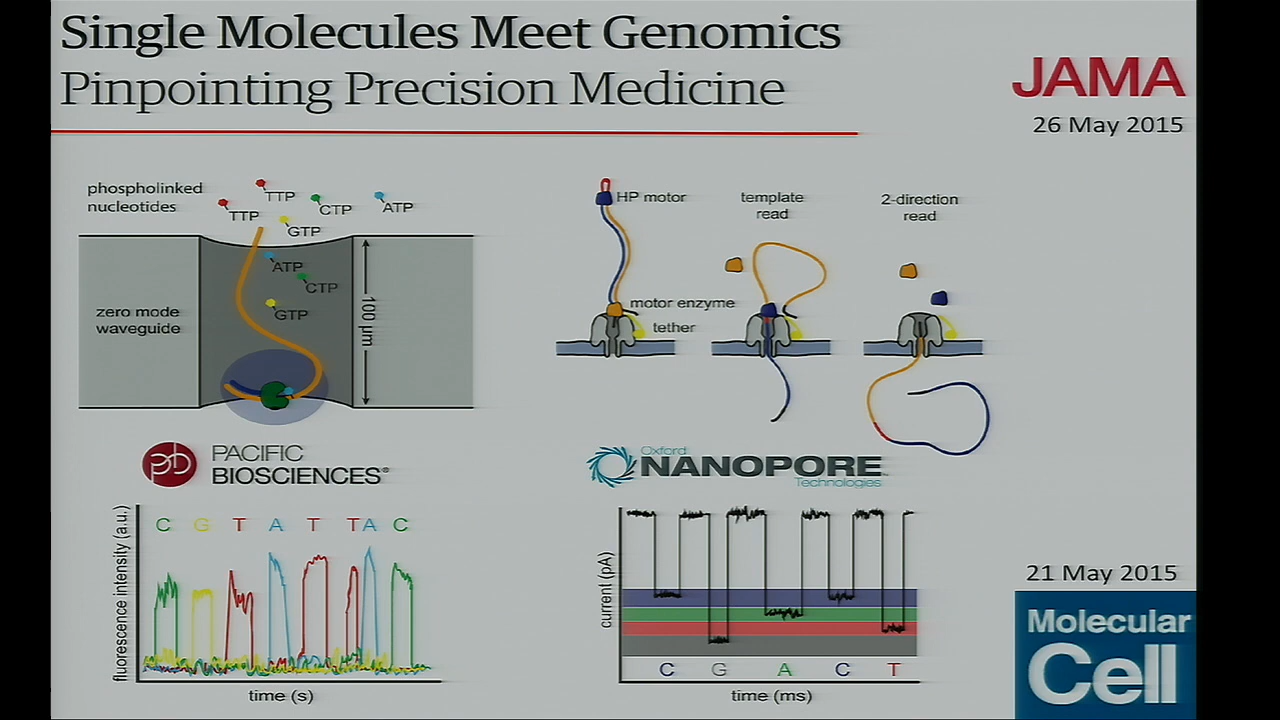 Single Molecules Meet Genomics
Pinpointing Precision Medicine
JAMA
26 May 2015
phospholinked
nucleotides
TTP
TTP
CTP
ATP
GTP
ATP
CTP
GTP
zero mode
waveguide
100 µm
HP motor
template
read
2-direction
read
motor enzyme
tether
pb
PACIFIC
BIOSCIENCES®
Oxford
NANOPORE
Technologies
fluorescence intensity (a.u.)
C G T A T T A C
time (s)
current (pA)
C G A C T
time (ms)
21 May 2015
Molecular
Cell